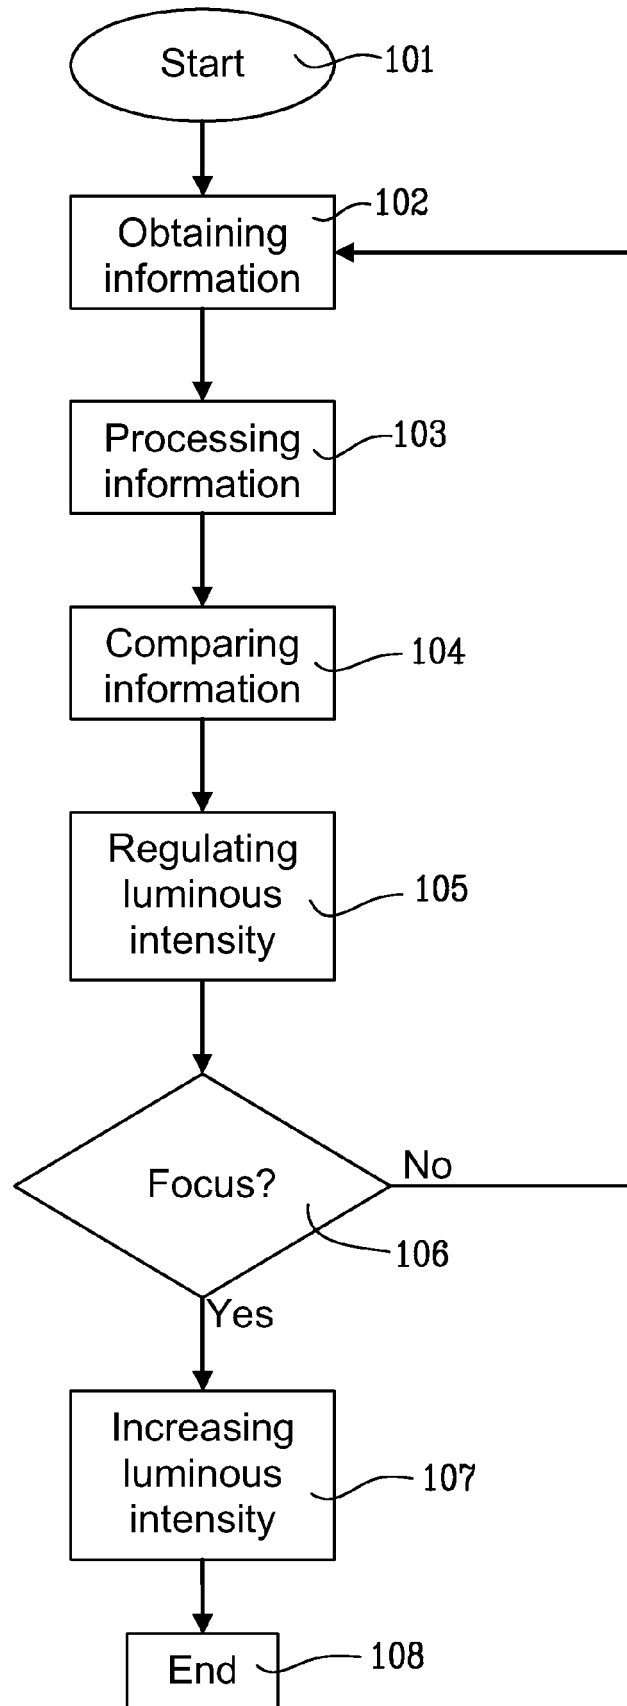 Start
101
102
Obtaining
information
Processing
information
103
Comparing
information
104
Regulating
luminous
intensity
105
Focus?
No
106
Yes
Increasing
luminous
intensity
107
End
108